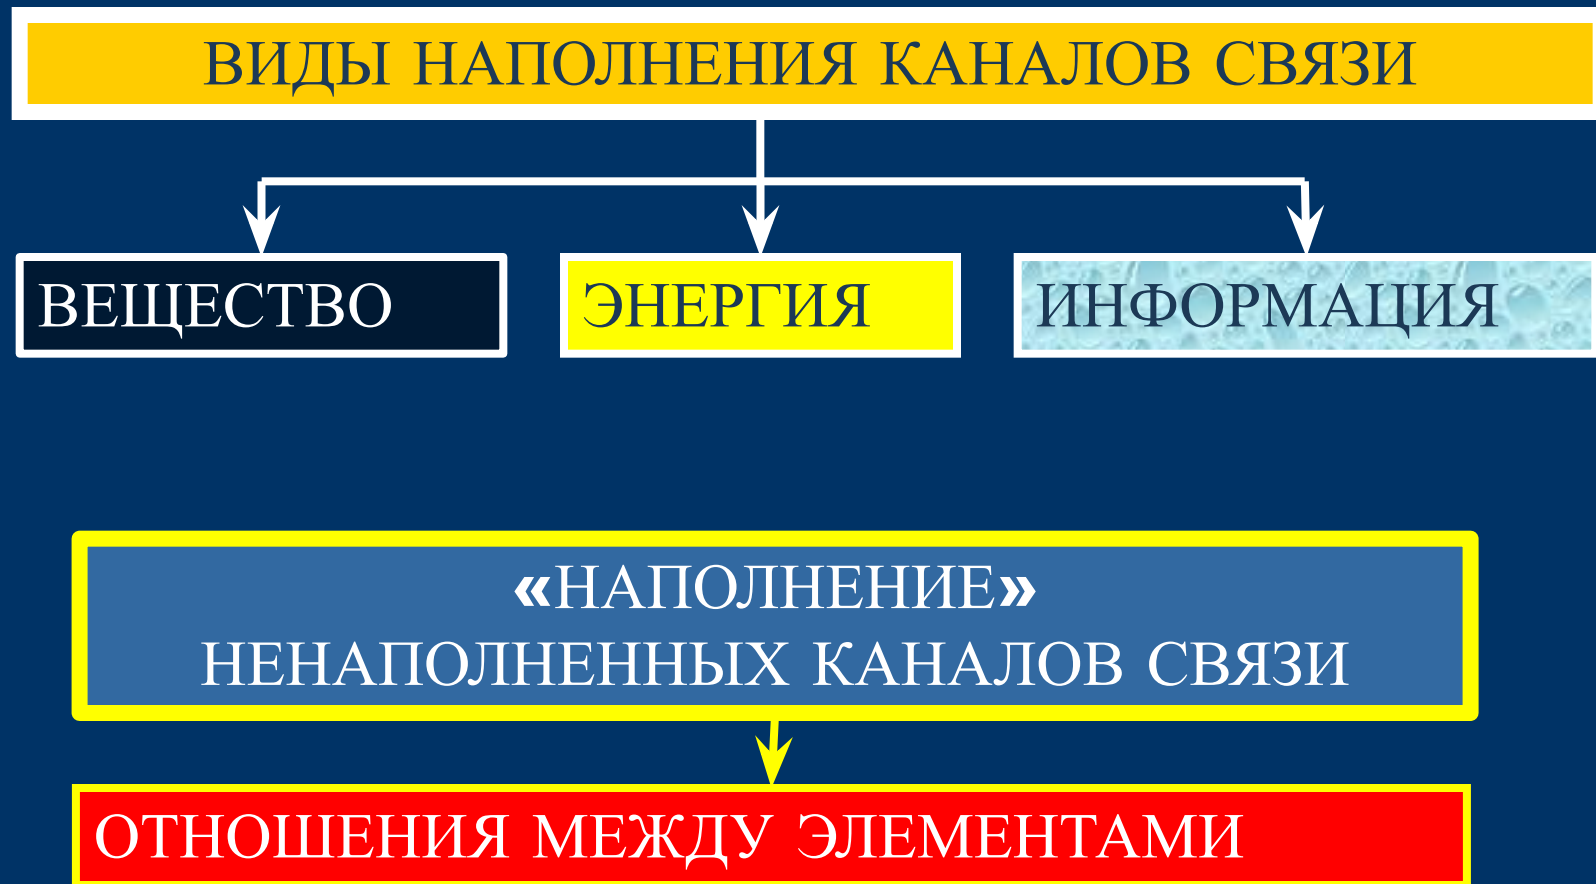 ВИДЫ НАПОЛНЕНИЯ КАНАЛОВ СВЯЗИ
ВЕЩЕСТВО
ЭНЕРГИЯ
ИНФОРМАЦИЯ
«НАПОЛНЕНИЕ»
НЕНАПОЛНЕННЫХ КАНАЛОВ СВЯЗИ
ОТНОШЕНИЯ МЕЖДУ ЭЛЕМЕНТАМИ